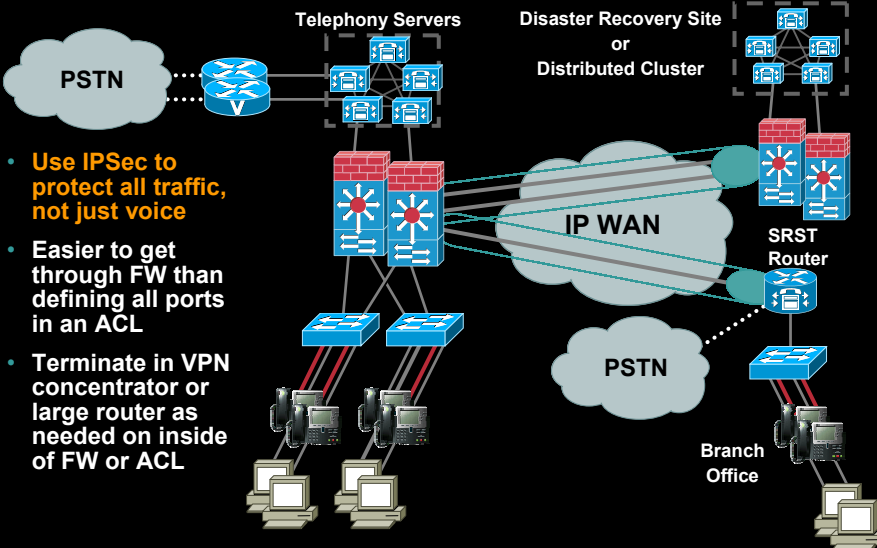 Telephony Servers
Disaster Recovery Site
or
Distributed Cluster
PSTN
V
• Use IPSec to
protect all traffic,
not just voice
• Easier to get
through FW than
defining all ports
in an ACL
• Terminate in VPN
concentrator or
large router as
needed on inside
of FW or ACL
IP WAN
SRST
Router
PSTN
Branch
Office